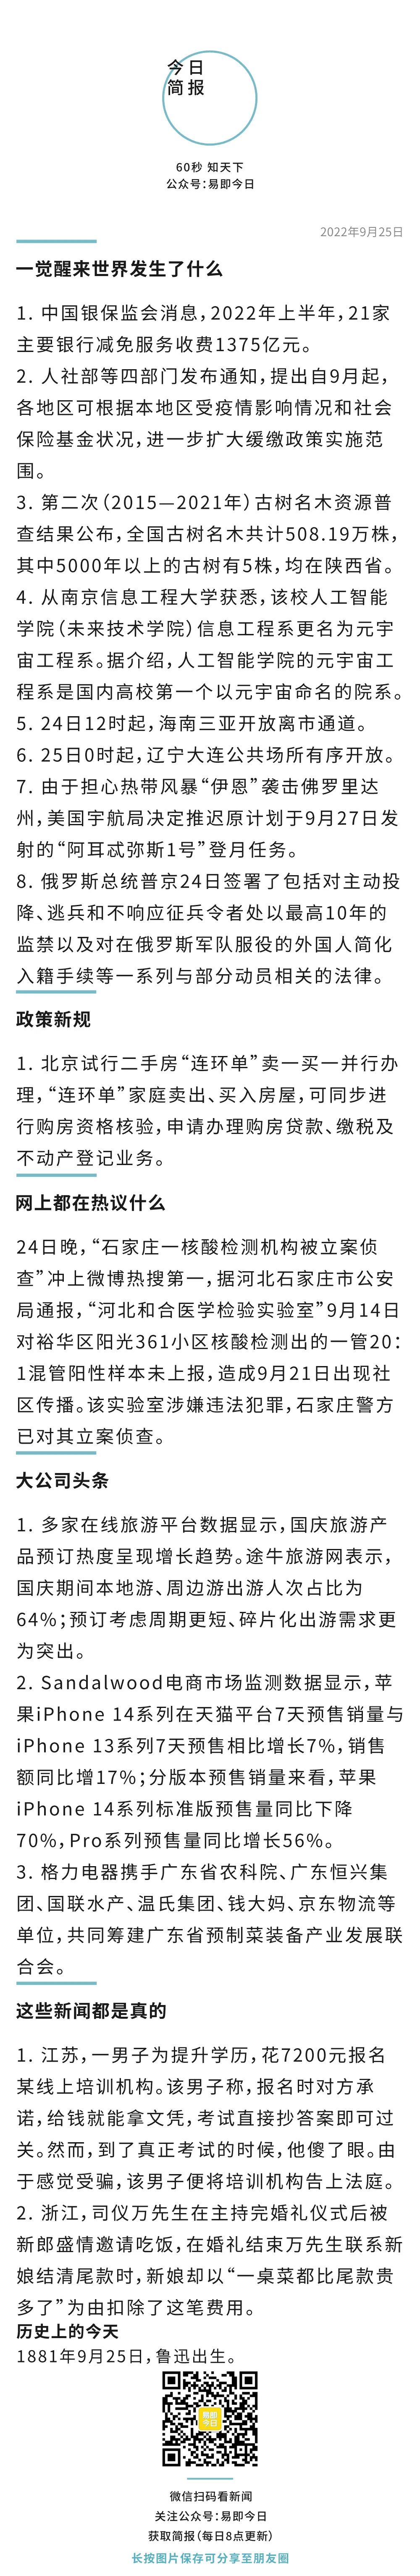 今日
简报
60秒 知天下
公众号：易即今日
2022年9月25日
一觉醒来世界发生了什么
1. 中国银保监会消息，2022年上半年，21家
主要银行减免服务收费1375亿元。
2. 人社部等四部门发布通知，提出自9月起，
各地区可根据本地区受疫情影响情况和社会
保险基金状况，进一步扩大缓缴政策实施范
围。
3. 第二次（2015—2021年）古树名木资源普
查结果公布，全国古树名木共计508.19万株，
其中5000年以上的古树有5株，均在陕西省。
4. 从南京信息工程大学获悉，该校人工智能
学院（未来技术学院）信息工程系更名为元宇
宙工程系。据介绍，人工智能学院的元宇宙工
程系是国内高校第一个以元宇宙命名的院系。
5. 24日12时起，海南三亚开放离市通道。
6. 25日0时起，辽宁大连公共场所有序开放。
7. 由于担心热带风暴“伊恩”袭击佛罗里达
州，美国宇航局决定推迟原计划于9月27日发
射的“阿耳忒弥斯1号”登月任务。
8. 俄罗斯总统普京24日签署了包括对主动投
降、逃兵和不响应征兵令者处以最高10年的
监禁以及对在俄罗斯军队服役的外国人简化
入籍手续等一系列与部分动员相关的法律。
政策新规
1. 北京试行二手房“连环单”卖一买一并行办
理，“连环单”家庭卖出、买入房屋，可同步进
行购房资格核验，申请办理购房贷款、缴税及
不动产登记业务。
网上都在热议什么
24日晚，“石家庄一核酸检测机构被立案侦
查”冲上微博热搜第一，据河北石家庄市公安
局通报，“河北和合医学检验实验室”9月14日
对裕华区阳光361小区核酸检测出的一管20：
1混管阳性样本未上报，造成9月21日出现社
区传播。该实验室涉嫌违法犯罪，石家庄警方
已对其立案侦查。
大公司头条
1. 多家在线旅游平台数据显示，国庆旅游产
品预订热度呈现增长趋势。途牛旅游网表示，
国庆期间本地游、周边游出游人次占比为
64%；预订考虑周期更短、碎片化出游需求更
为突出。
2. Sandalwood电商市场监测数据显示，苹
果iPhone 14系列在天猫平台7天预售销量与
iPhone 13系列7天预售相比增长7%，销售
额同比增17%；分版本预售销量来看，苹果
iPhone 14系列标准版预售量同比下降
70%，Pro系列预售量同比增长56%。
3. 格力电器携手广东省农科院、广东恒兴集
团、国联水产、温氏集团、钱大妈、京东物流等
单位，共同筹建广东省预制菜装备产业发展联
合会。
这些新闻都是真的
1. 江苏，一男子为提升学历，花7200元报名
某线上培训机构。该男子称，报名时对方承
诺，给钱就能拿文凭，考试直接抄答案即可过
关。然而，到了真正考试的时候，他傻了眼。由
于感觉受骗，该男子便将培训机构告上法庭。
2. 浙江，司仪万先生在主持完婚礼仪式后被
新郎盛情邀请吃饭，在婚礼结束万先生联系新
娘结清尾款时，新娘却以“一桌菜都比尾款贵
多了”为由扣除了这笔费用。
历史上的今天
1881年9月25日，鲁迅出生。
易即
今日
微信扫码看新闻
关注公众号：易即今日
获取简报（每日8点更新）
长按图片保存可分享至朋友圈